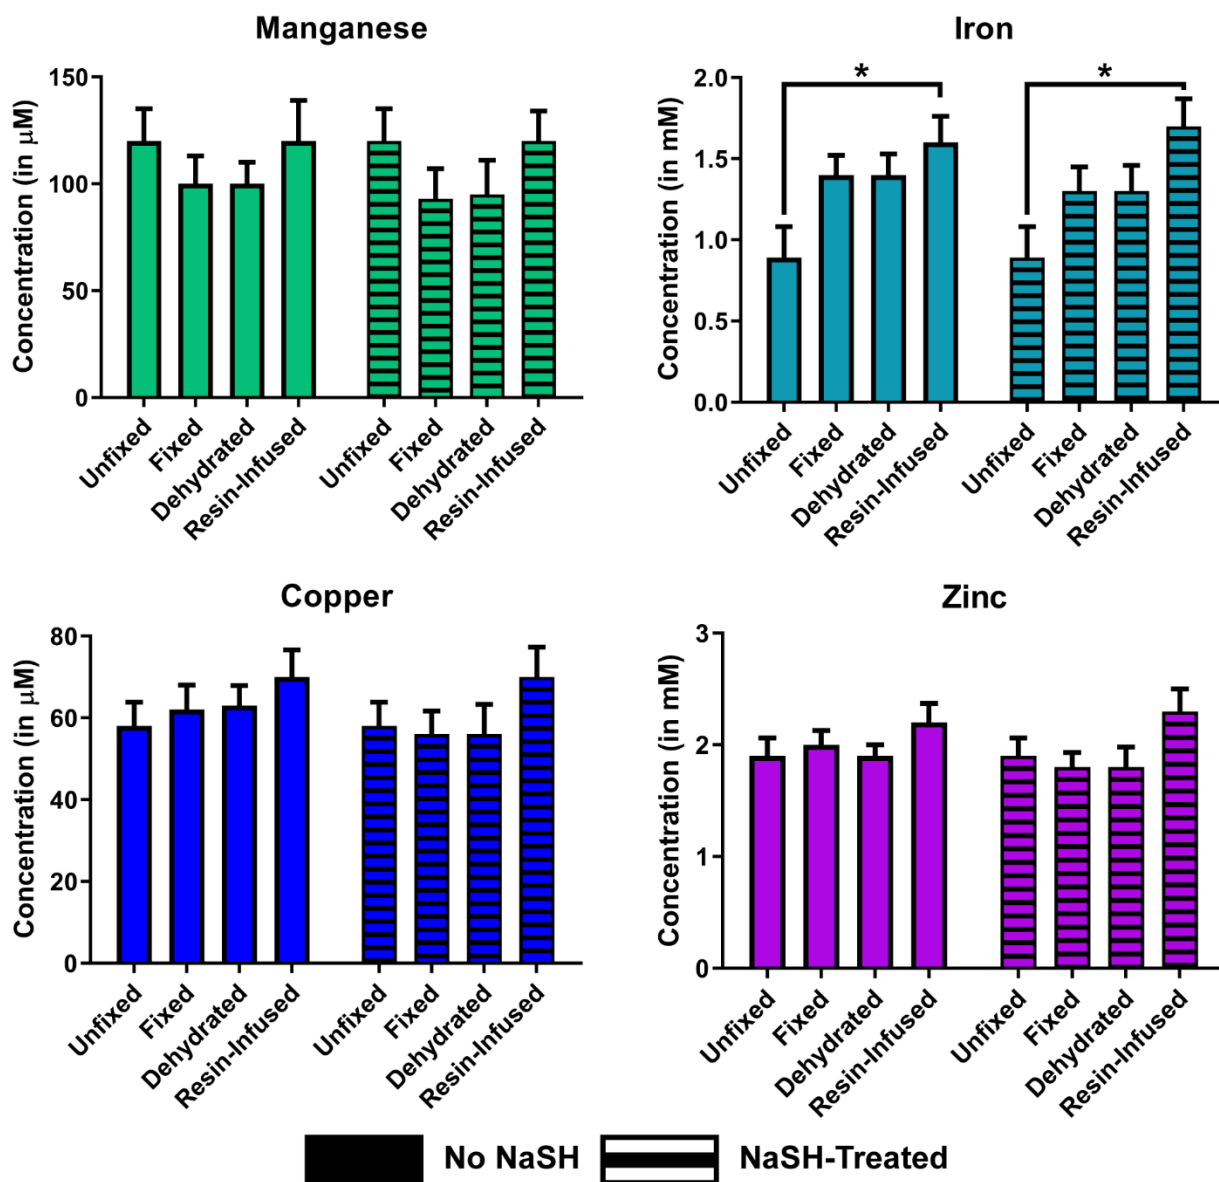 Manganese
Concentration (in µM)
150
100
50
0
Unfixed
Fixed
Dehydrated
Resin-Infused
Unfixed
Fixed
Dehydrated
Resin-Infused
Iron
Concentration (in mM)
2.0
1.5
1.0
0.5
0.0
*
*
Unfixed
Fixed
Dehydrated
Resin-Infused
Unfixed
Fixed
Dehydrated
Resin-Infused
Copper
Concentration (in µM)
80
60
40
20
0
Unfixed
Fixed
Dehydrated
Resin-Infused
Unfixed
Fixed
Dehydrated
Resin-Infused
Zinc
Concentration (in mM)
3
2
1
0
Unfixed
Fixed
Dehydrated
Resin-Infused
Unfixed
Fixed
Dehydrated
Resin-Infused
No NaSH
NaSH-Treated